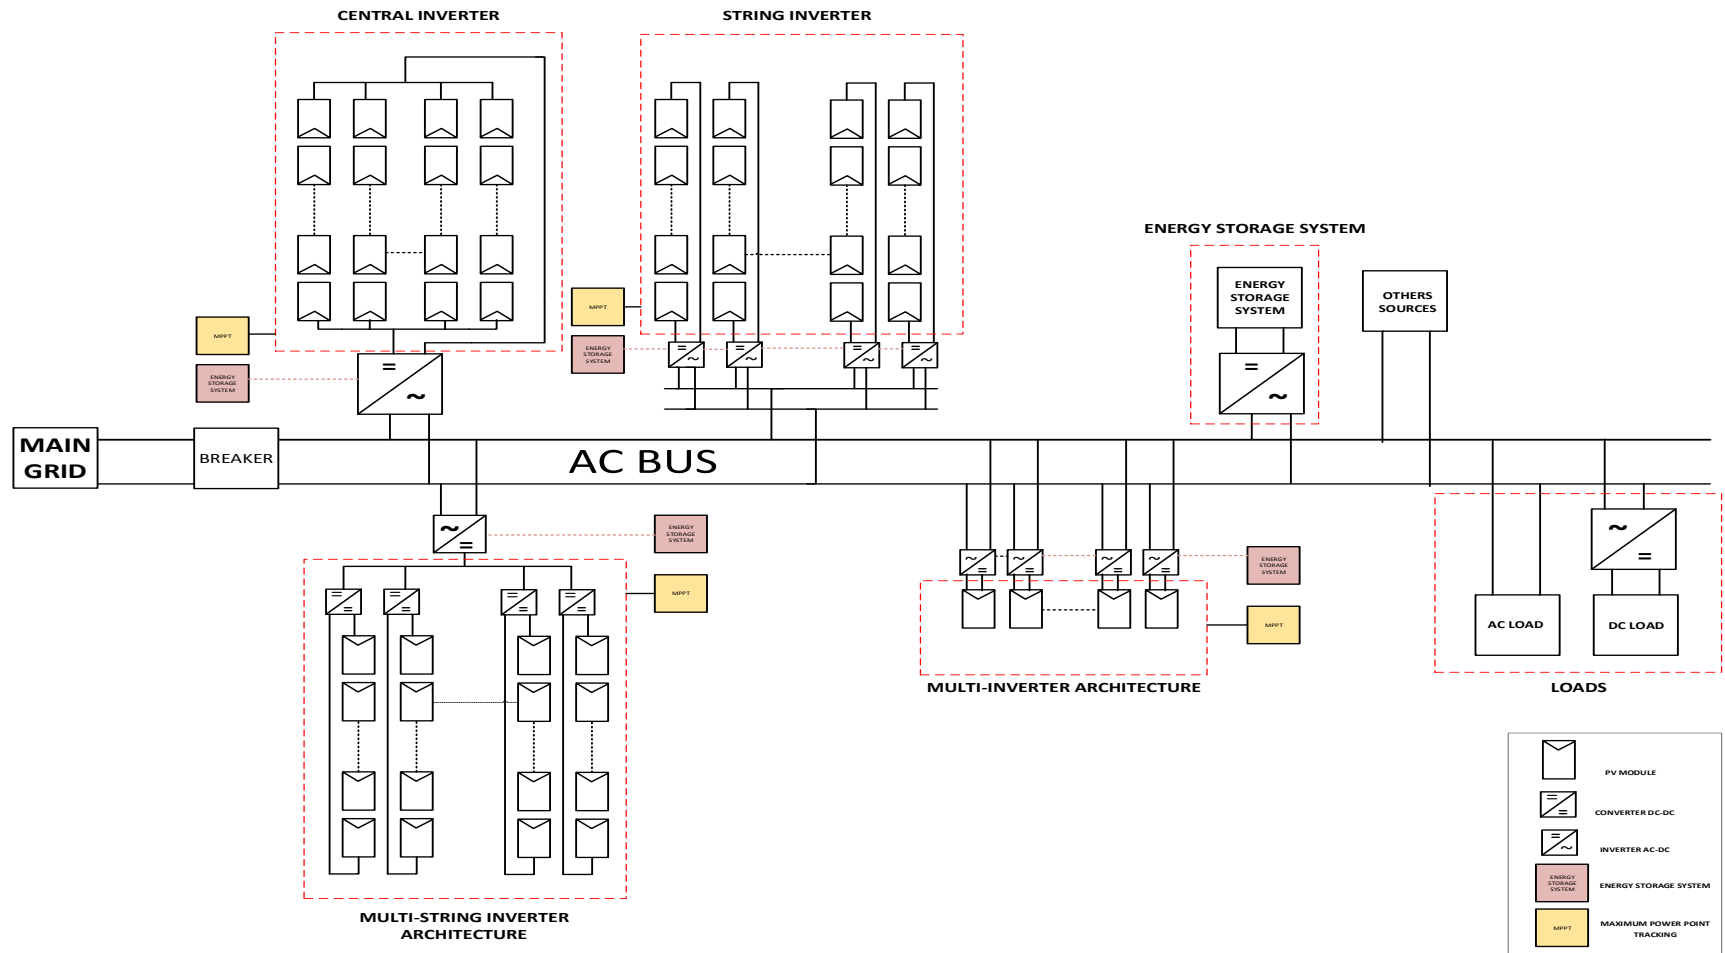 CENTRAL INVERTER
STRING INVERTER
MPPT
ENERGY
STORAGE
SYSTEM
MPPT
ENERGY
STORAGE
SYSTEM
ENERGY STORAGE SYSTEM
ENERGY
STORAGE
SYSTEM
OTHERS
SOURCES
MAIN
GRID
BREAKER
AC BUS
ENERGY
STORAGE
SYSTEM
MPPT
MULTI-STRING INVERTER
ARCHITECTURE
ENERGY
STORAGE
SYSTEM
MPPT
MULTI-INVERTER ARCHITECTURE
AC LOAD
DC LOAD
LOADS
PV MODULE
CONVERTER DC-DC
INVERTER AC-DC
ENERGY
STORAGE
SYSTEM
ENERGY STORAGE SYSTEM
MPPT
MAXIMUM POWER POINT
TRACKING